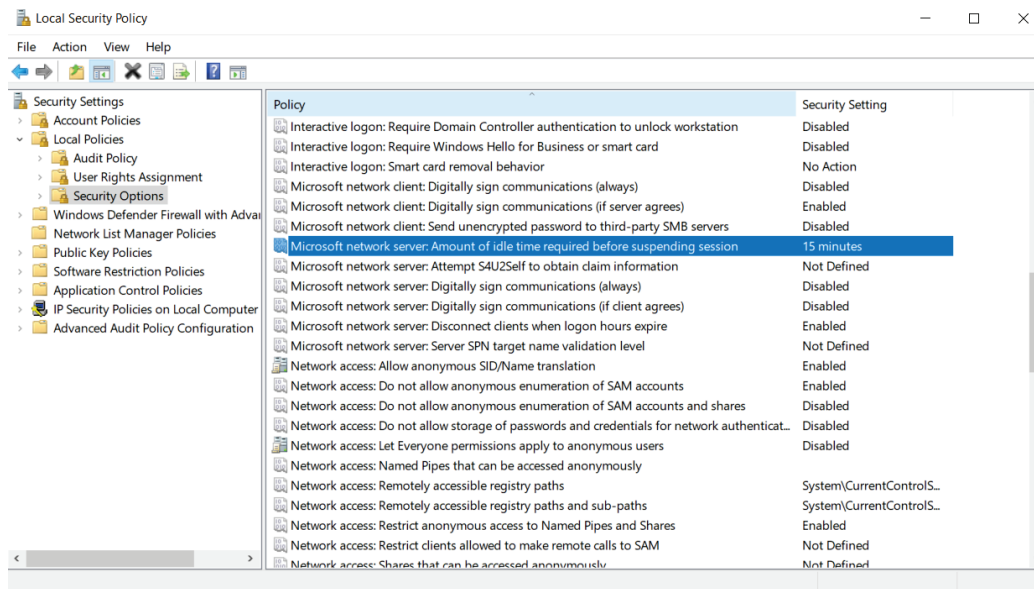 Local Security Policy
File Action View Help
Security Settings
Account Policies
Local Policies
Audit Policy
User Rights Assignment
Security Options
Windows Defender Firewall with Advai
Network List Manager Policies
Public Key Policies
Software Restriction Policies
Application Control Policies
IP Security Policies on Local Computer
Advanced Audit Policy Configuration
Policy Security Setting
Interactive logon: Require Domain Controller authentication to unlock workstation Disabled
Interactive logon: Require Windows Hello for Business or smart card Disabled
Interactive logon: Smart card removal behavior No Action
Microsoft network client: Digitally sign communications (always) Disabled
Microsoft network client: Digitally sign communications (if server agrees) Enabled
Microsoft network client: Send unencrypted password to third-party SMB servers Disabled
Microsoft network server: Amount of idle time required before suspending session 15 minutes
Microsoft network server: Attempt S4U2Self to obtain claim information Not Defined
Microsoft network server: Digitally sign communications (always) Disabled
Microsoft network server: Digitally sign communications (if client agrees) Disabled
Microsoft network server: Disconnect clients when logon hours expire Enabled
Microsoft network server: Server SPN target name validation level Not Defined
Network access: Allow anonymous SID/Name translation Enabled
Network access: Do not allow anonymous enumeration of SAM accounts Enabled
Network access: Do not allow anonymous enumeration of SAM accounts and shares Disabled
Network access: Do not allow storage of passwords and credentials for network authenticat... Disabled
Network access: Let Everyone permissions apply to anonymous users Disabled
Network access: Named Pipes that can be accessed anonymously
Network access: Remotely accessible registry paths System\CurrentControlS...
Network access: Remotely accessible registry paths and sub-paths System\CurrentControlS...
Network access: Restrict anonymous access to Named Pipes and Shares Enabled
Network access: Restrict clients allowed to make remote calls to SAM Not Defined
Network access: Shares that can be accessed anonymously Not Defined